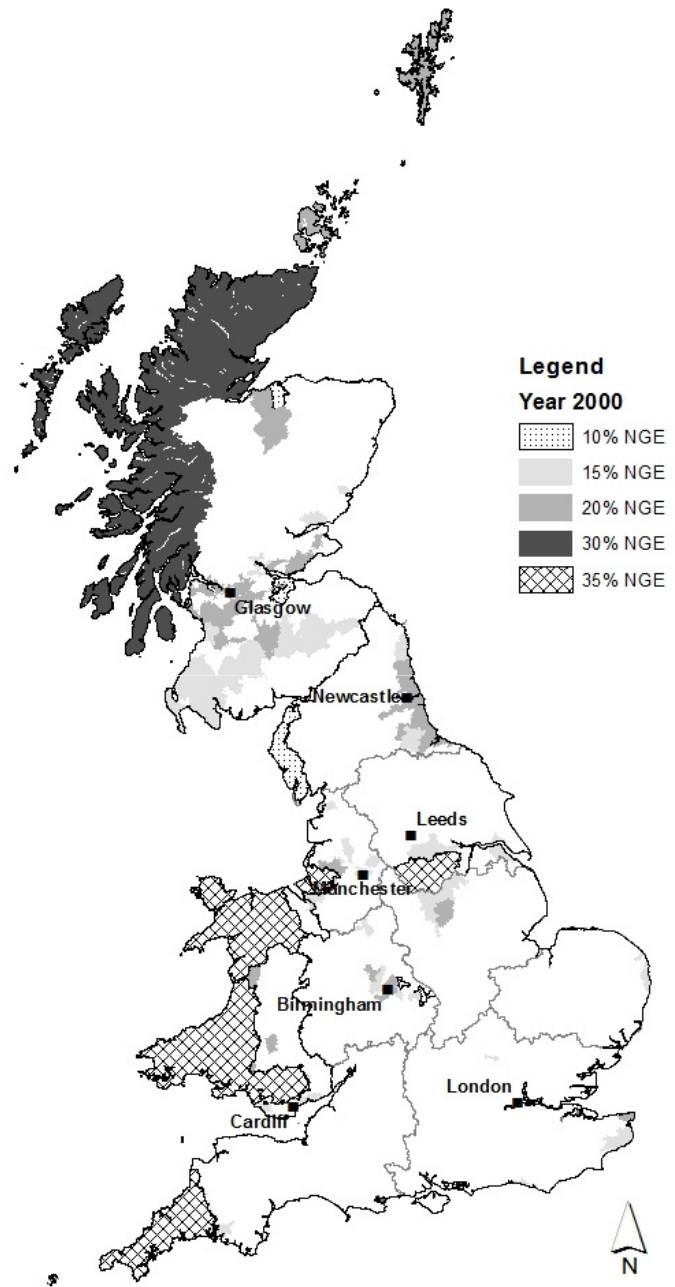 Legend
Year 2000
10% NGE
15% NGE
20% NGE
30% NGE
35% NGE
Glasgow
Newcastle
Leeds
Manchester
Birmingham
London
Cardiff
N